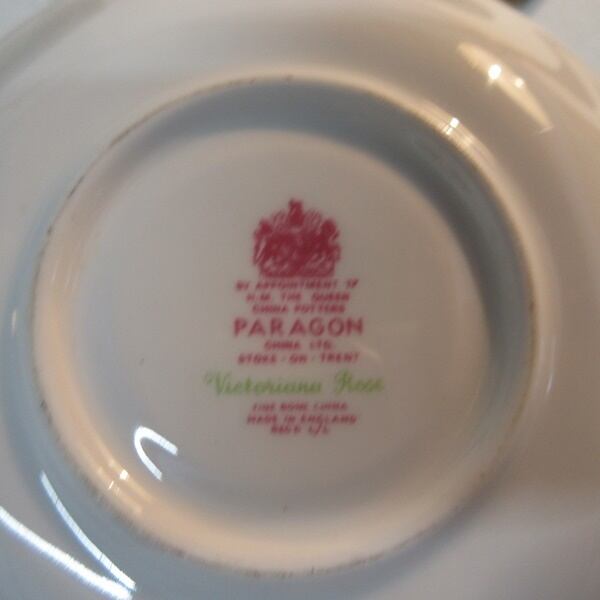 BY APPOINTMENT TO
H.M. THE QUEEN
CHINA POTTERS
PARAGON
CHINA LTD.
STOKE-ON-TRENT
Victoriana Rose
FINE BONE CHINA
MADE IN ENGLAND
REG'D